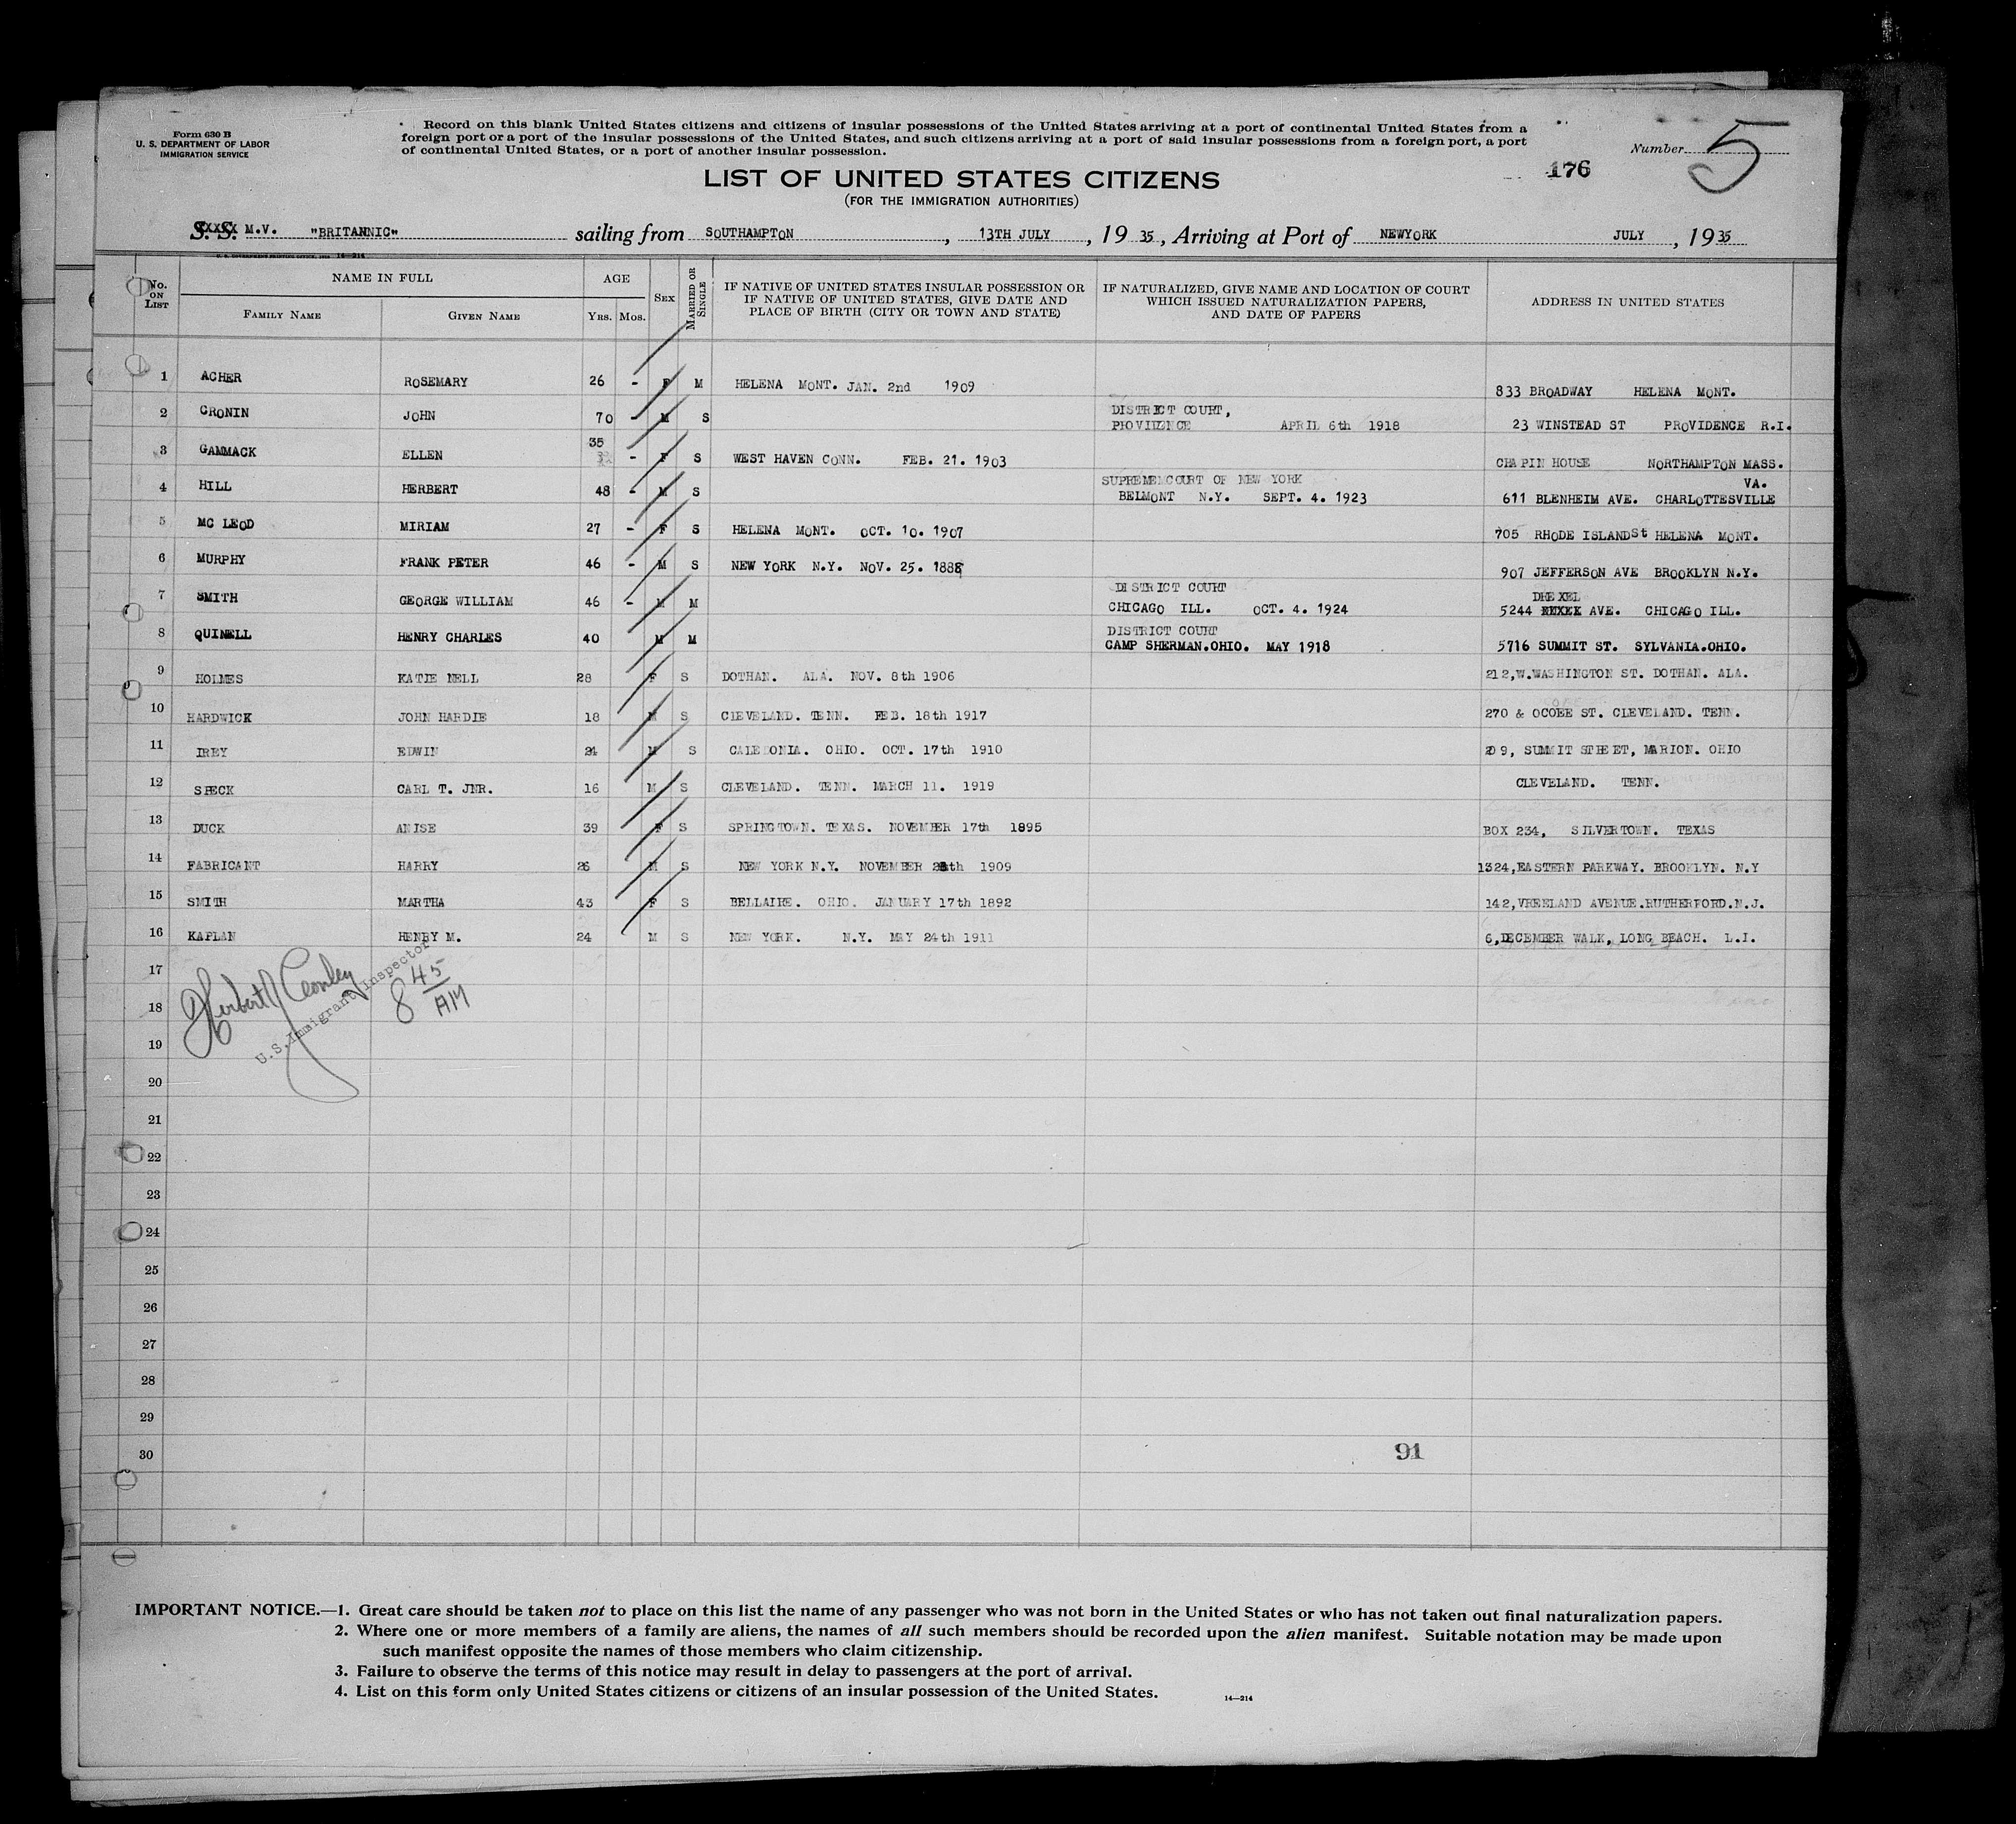 Form 630 B
U. S. DEPARTMENT OF LABOR
IMMIGRATION SERVICE
Record on this blank United States citizens and citizens of insular possessions of the United States arriving at a port of continental United States from a
foreign port or a port of the insular possessions of the United States, and such citizens arriving at a port of said insular possessions from a foreign port, a port
of continental United States, or a port of another insular possession.
Number 5
176
LIST OF UNITED STATES CITIZENS
(FOR THE IMMIGRATION AUTHORITIES)
S. S. M.V. "BRITANNIC" sailing from SOUTHAMPTON, 13TH JULY, 19 35, Arriving at Port of NEWYORK JULY, 19 35
No. ON LIST
NAME IN FULL
FAMILY NAME GIVEN NAME
AGE
YRS. MOS.
SEX
MARRIED OR SINGLE
IF NATIVE OF UNITED STATES INSULAR POSSESSION OR
IF NATIVE OF UNITED STATES, GIVE DATE AND
PLACE OF BIRTH (CITY OR TOWN AND STATE)
IF NATURALIZED, GIVE NAME AND LOCATION OF COURT
WHICH ISSUED NATURALIZATION PAPERS,
AND DATE OF PAPERS
ADDRESS IN UNITED STATES
1 ACHER ROSEMARY 26 - F M HELENA MONT. JAN. 2nd 1909 833 BROADWAY HELENA MONT.
2 CRONIN JOHN 70 - M S DISTRICT COURT,
PROVIDENCE APRIL 6th 1918 23 WINSTEAD ST PROVIDENCE R.I.
3 GAMMACK ELLEN 35 - F S WEST HAVEN CONN. FEB. 21. 1903 CHAPIN HOUSE NORTHAMPTON MASS.
4 HILL HERBERT 48 - M S SUPREMEMCOURT OF NEW YORK
BELMONT N.Y. SEPT. 4. 1923 611 BLENHEIM AVE. CHARLOTTESVILLE VA.
5 MC LEOD MIRIAM 27 - F S HELENA MONT. OCT. 10. 1907 705 RHODE ISLAND St HELENA MONT.
6 MURPHY FRANK PETER 46 - M S NEW YORK N.Y. NOV. 25. 1888 907 JEFFERSON AVE BROOKLYN N.Y.
7 SMITH GEORGE WILLIAM 46 - M M DISTRICT COURT
CHICAGO ILL. OCT. 4. 1924 5244 DREXEL AVE. CHICAGO ILL.
8 QUINELL HENRY CHARLES 40 M M DISTRICT COURT
CAMP SHERMAN.OHIO. MAY 1918 5716 SUMMIT ST. SYLVANIA.OHIO.
9 HOLMES KATIE NELL 28 F S DOTHAN. ALA. NOV. 8th 1906 212,W.WASHINGTON ST. DOTHAN. ALA.
10 HARDWICK JOHN HARDIE 18 M S CLEVELAND. TENN. FEB. 18th 1917 270 & OCOEE ST. CLEVELAND. TENN.
11 IREY EDWIN 24 M S CALEDONIA. OHIO. OCT. 17th 1910 209, SUMMIT STREET, MARION. OHIO
12 SPECK CARL T. JNR. 16 M S CLEVELAND. TENN. MARCH 11. 1919 CLEVELAND. TENN.
13 DUCK ANISE 39 F S SPRINGTOWN. TEXAS. NOVEMBER 17th 1895 BOX 234, SILVERTOWN. TEXAS
14 FABRICANT HARRY 26 M S NEW YORK N.Y. NOVEMBER 1909 1324,EASTERN PARKWAY. BROOKLYN. N.Y
15 SMITH MARTHA 43 F S BELLAIRE. OHIO. JANUARY 17th 1892 142,VREELAND AVENUE.RUTHERFORD.N.J.
16 KAPLAN HENRY M. 24 M S NEW YORK. N.Y. MAY 24th 1911 6,DECEMBER WALK, LONG BEACH. L.I.
17
18
19
20
21
22
23
24
25
26
27
28
29
30
Herbert J
U.S. Immigrant Inspector
8 45 AM
91
IMPORTANT NOTICE.—1. Great care should be taken not to place on this list the name of any passenger who was not born in the United States or who has not taken out final naturalization papers.
2. Where one or more members of a family are aliens, the names of all such members should be recorded upon the alien manifest. Suitable notation may be made upon
such manifest opposite the names of those members who claim citizenship.
3. Failure to observe the terms of this notice may result in delay to passengers at the port of arrival.
4. List on this form only United States citizens or citizens of an insular possession of the United States.
14—214